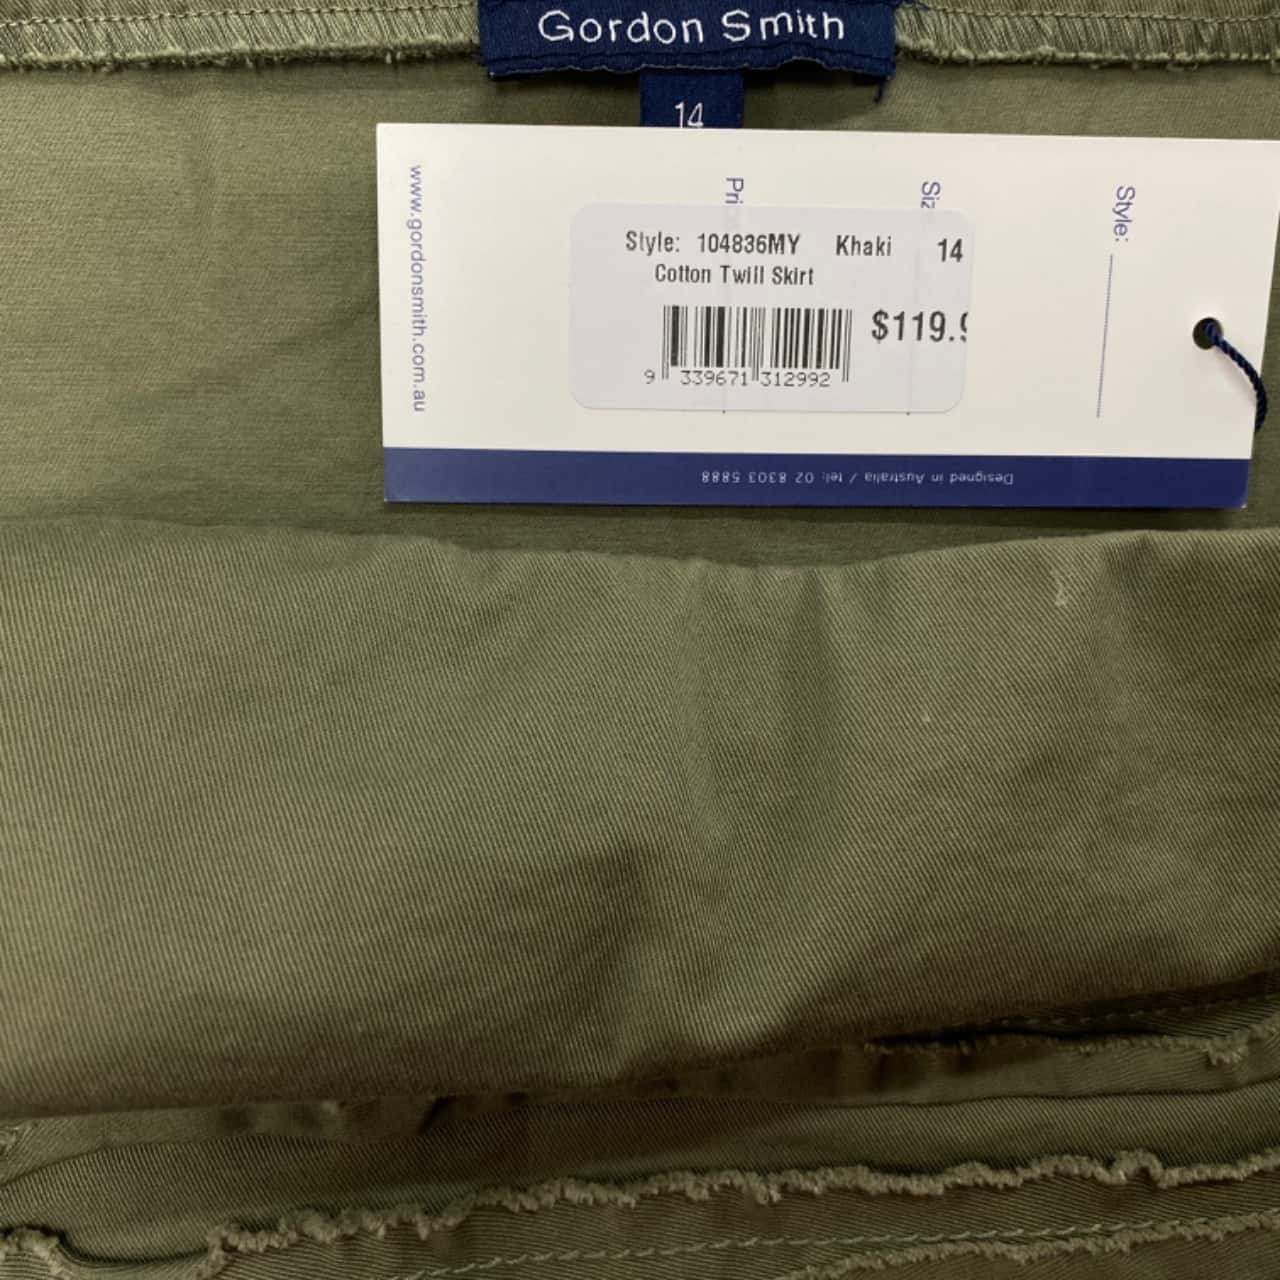 Gordon Smith
14
www.gordonsmith.com.au
Style:
Style: 104836MY Khaki 14
Cotton Twill Skirt
$119.9
9 339671 312992
Designed in Australia / tel: 02 8303 5888